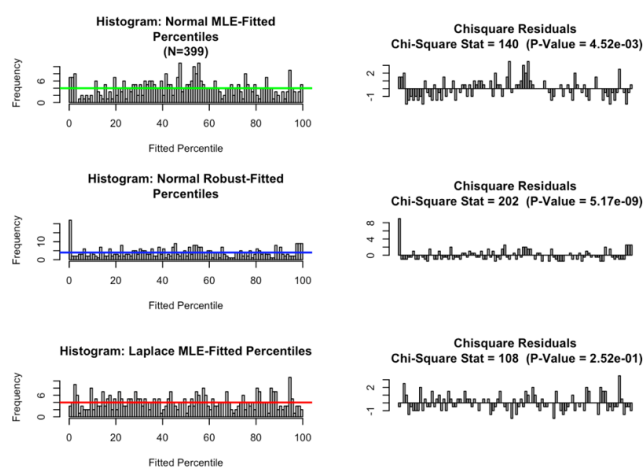 Histogram: Normal MLE-Fitted
Percentiles
(N=399)
Frequency
0 6
0 20 40 60 80 100
Fitted Percentile
Chisquare Residuals
Chi-Square Stat = 140 (P-Value = 4.52e-03)
-1 2
Histogram: Normal Robust-Fitted
Percentiles
Frequency
0 10
0 20 40 60 80 100
Fitted Percentile
Chisquare Residuals
Chi-Square Stat = 202 (P-Value = 5.17e-09)
0 4 8
Histogram: Laplace MLE-Fitted Percentiles
Frequency
0 6
0 20 40 60 80 100
Fitted Percentile
Chisquare Residuals
Chi-Square Stat = 108 (P-Value = 2.52e-01)
-1 2